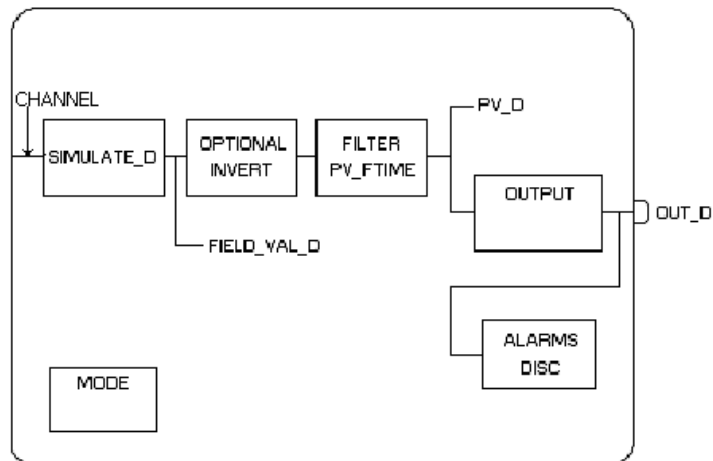 CHANNEL
SIMULATE_D
OPTIONAL
INVERT
FILTER
PV_FTIME
PV_D
OUTPUT
OUT_D
FIELD_VAL_D
ALARMS
DISC
MODE